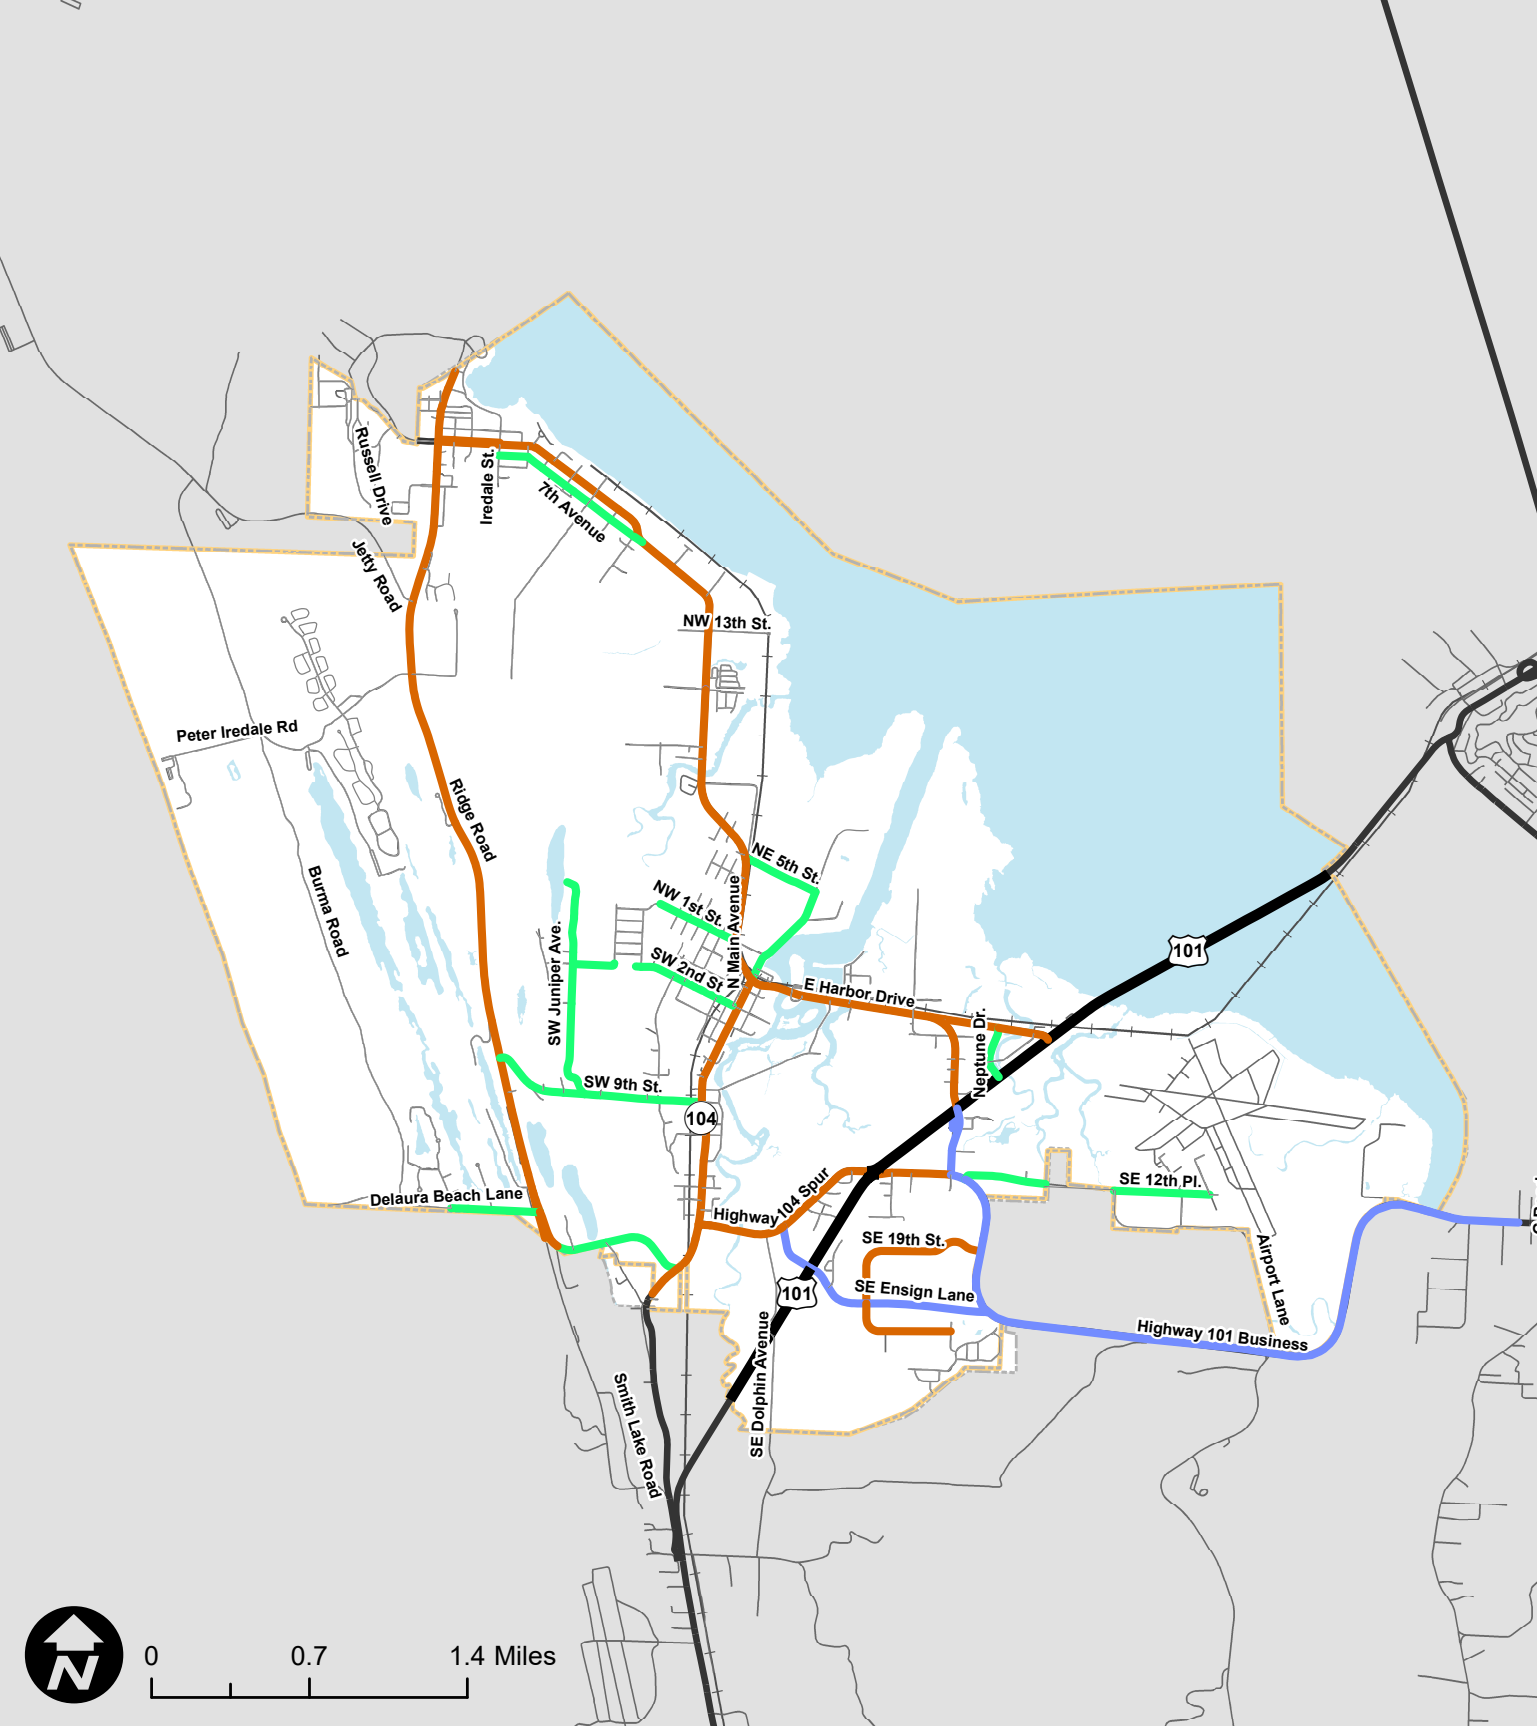 Russell Drive
Iredale St.
7th Avenue
Jetty Road
NW 13th St.
Peter Iredale Rd
Ridge Road
Burma Road
NE 5th St.
NW 1st St.
N Main Avenue
SW 2nd St
SW Juniper Ave.
E Harbor Drive
101
Neptune Dr.
SW 9th St.
104
Delaura Beach Lane
Highway 104 Spur
SE 12th Pl.
SE 19th St.
Airport Lane
SE Ensign Lane
101
Highway 101 Business
SE Dolphin Avenue
Smith Lake Road
N
0 0.7 1.4 Miles